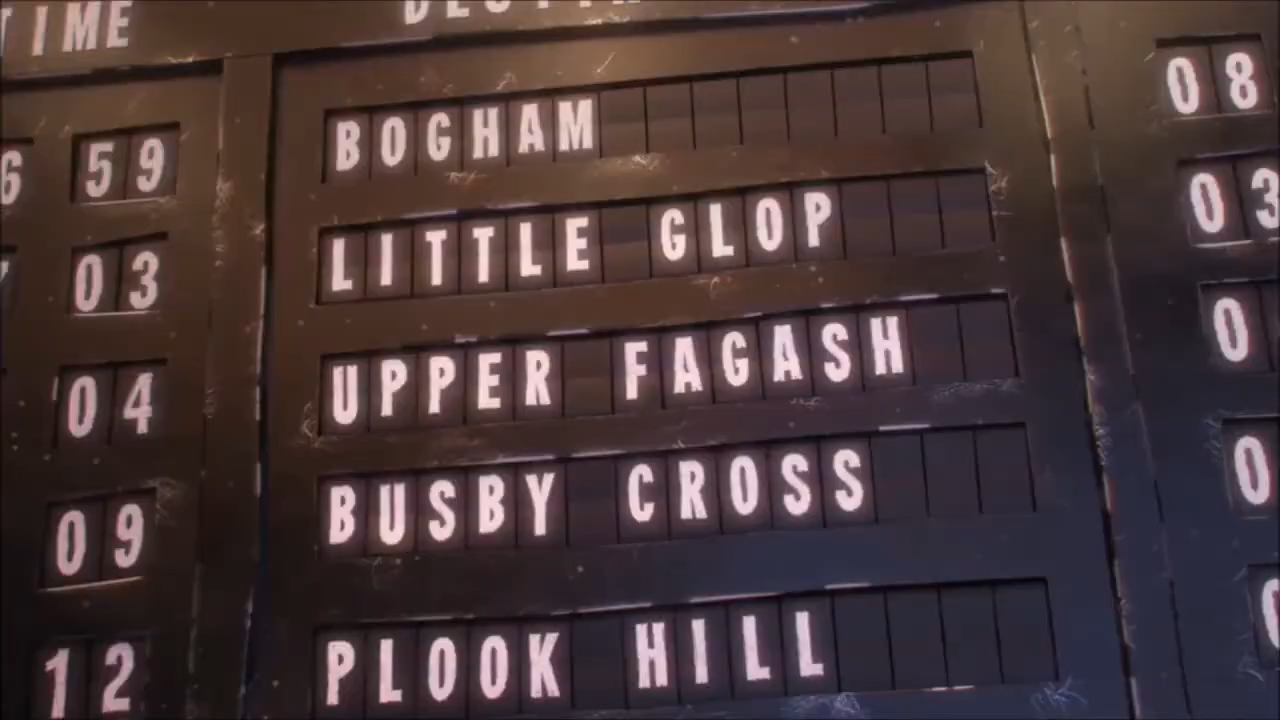 TIME
6 59 BOGHAM 08
03 LITTLE GLOP 03
04 UPPER FAGASH 0
09 BUSBY CROSS 0
12 PLOOK HILL